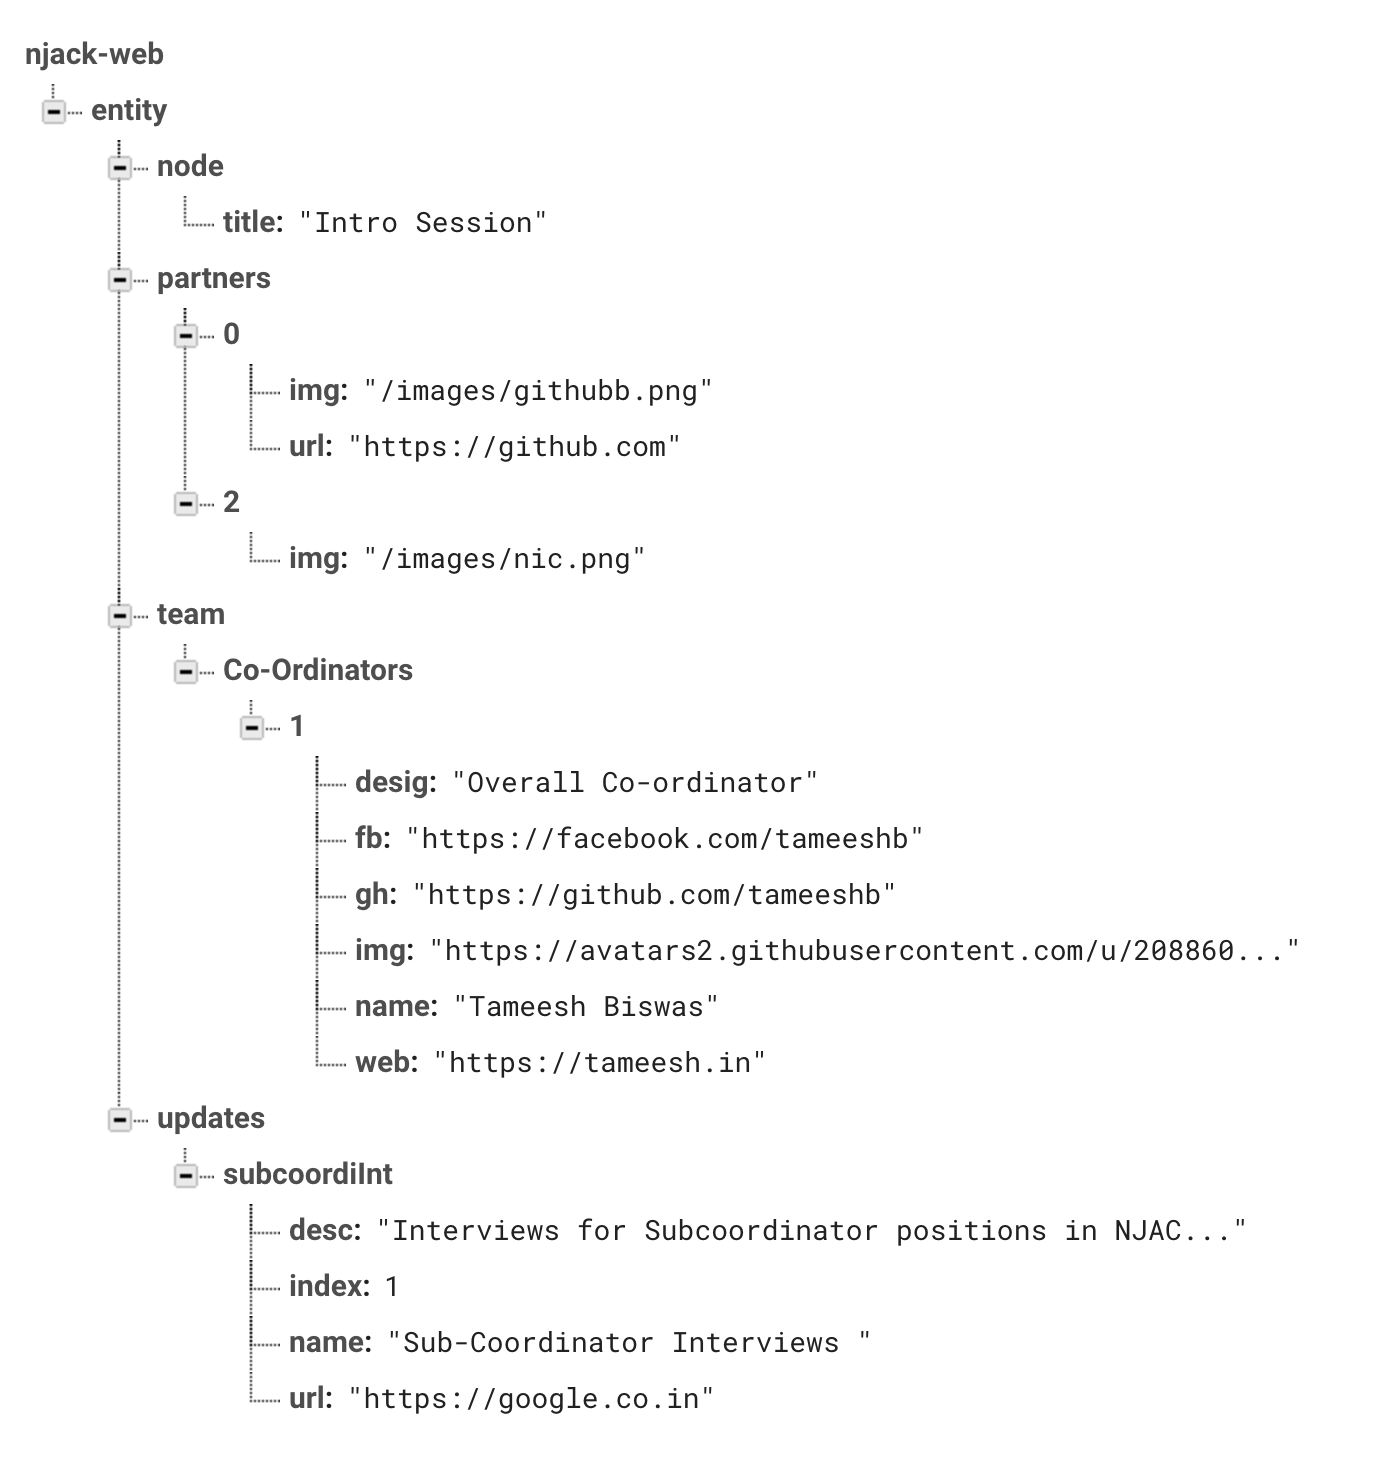 njack-web
entity
node
title: "Intro Session"
partners
0
img: "/images/githubb.png"
url: "https://github.com"
2
img: "/images/nic.png"
team
Co-Ordinators
1
desig: "Overall Co-ordinator"
fb: "https://facebook.com/tameeshb"
gh: "https://github.com/tameeshb"
img: "https://avatars2.githubusercontent.com/u/208860..."
name: "Tameesh Biswas"
web: "https://tameesh.in"
updates
subcoordiInt
desc: "Interviews for Subcoordinator positions in NJAC..."
index: 1
name: "Sub-Coordinator Interviews "
url: "https://google.co.in"